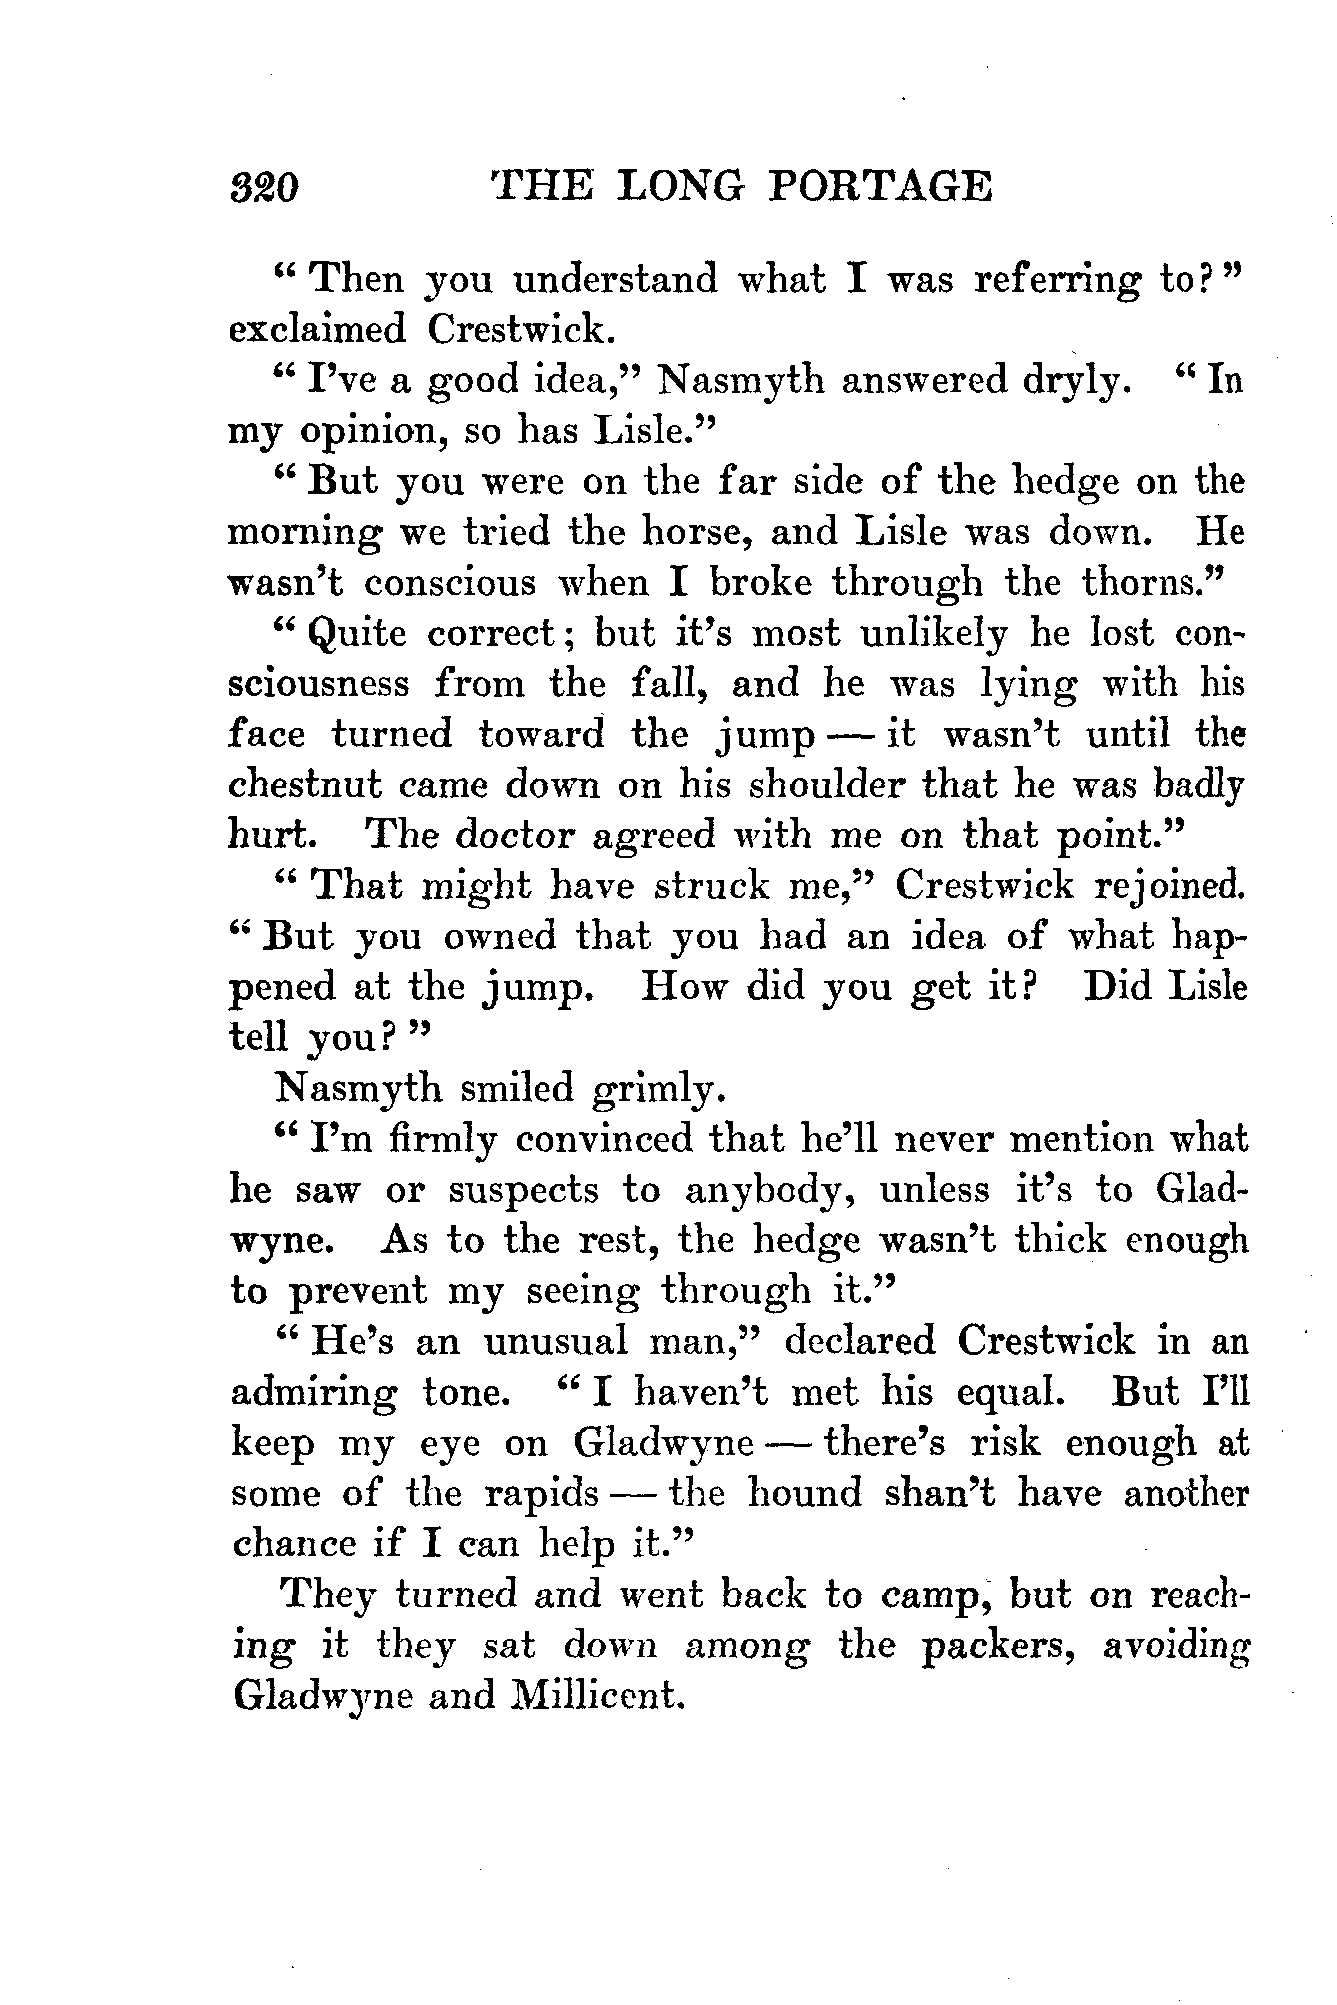 320 THE LONG PORTAGE
“ Then you understand what I was referring to? ”
exclaimed Crestwick.
“ I’ve a good idea,” Nasmyth answered dryly. “ In
my opinion, so has Lisle.”
“ But you were on the far side of the hedge on the
morning we tried the horse, and Lisle was down. He
wasn’t conscious when I broke through the thorns.”
“ Quite correct; but it’s most unlikely he lost con-
sciousness from the fall, and he was lying with his
face turned toward the jump — it wasn’t until the
chestnut came down on his shoulder that he was badly
hurt. The doctor agreed with me on that point.”
“ That might have struck me,” Crestwick rejoined.
“ But you owned that you had an idea of what hap-
pened at the jump. How did you get it? Did Lisle
tell you? ”
Nasmyth smiled grimly.
“ I’m firmly convinced that he’ll never mention what
he saw or suspects to anybody, unless it’s to Glad-
wyne. As to the rest, the hedge wasn’t thick enough
to prevent my seeing through it.”
“ He’s an unusual man,” declared Crestwick in an
admiring tone. “ I haven’t met his equal. But I’ll
keep my eye on Gladwyne — there’s risk enough at
some of the rapids — the hound shan’t have another
chance if I can help it.”
They turned and went back to camp, but on reach-
ing it they sat down among the packers, avoiding
Gladwyne and Millicent.